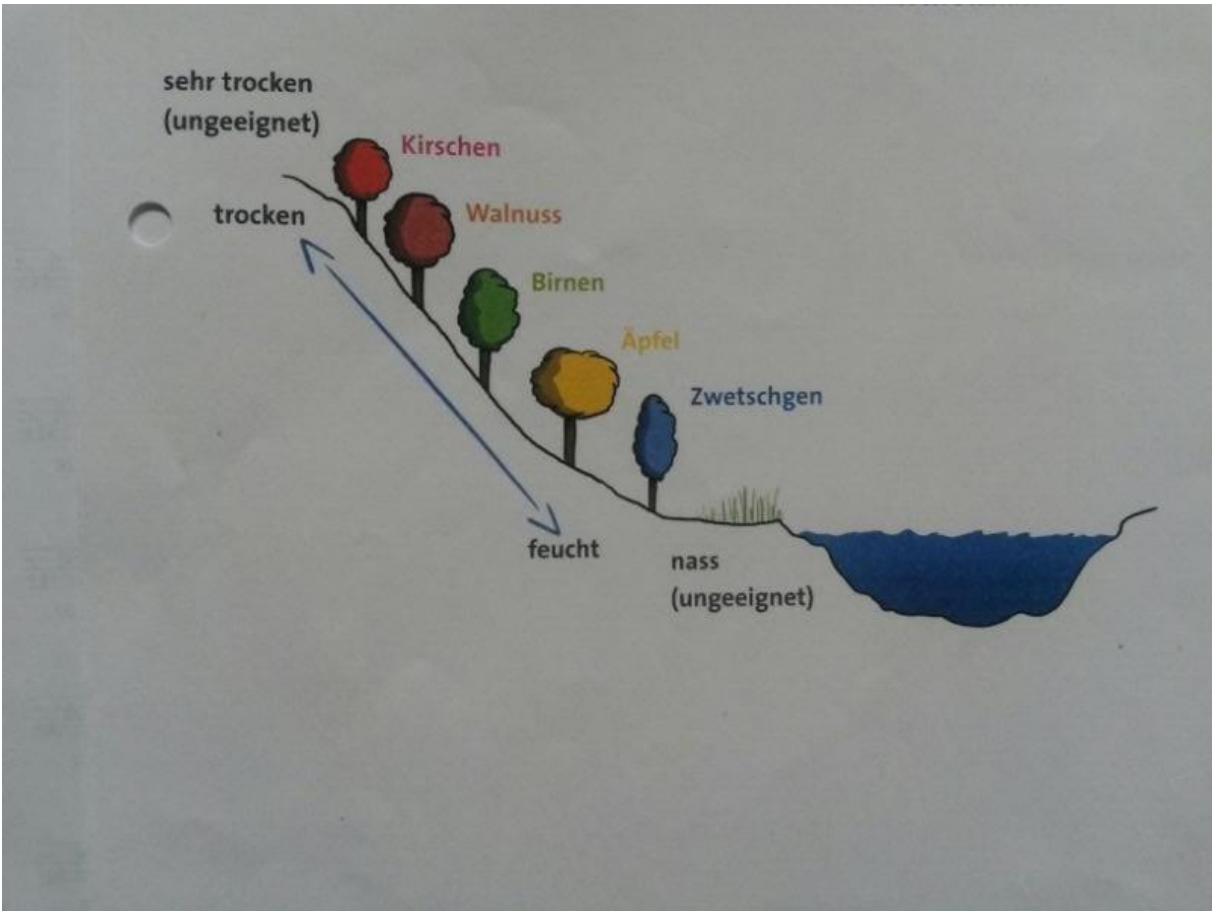 sehr trocken
(ungeeignet)
Kirschen
trocken
Walnuss
Birnen
Äpfel
Zwetschgen
feucht
nass
(ungeeignet)